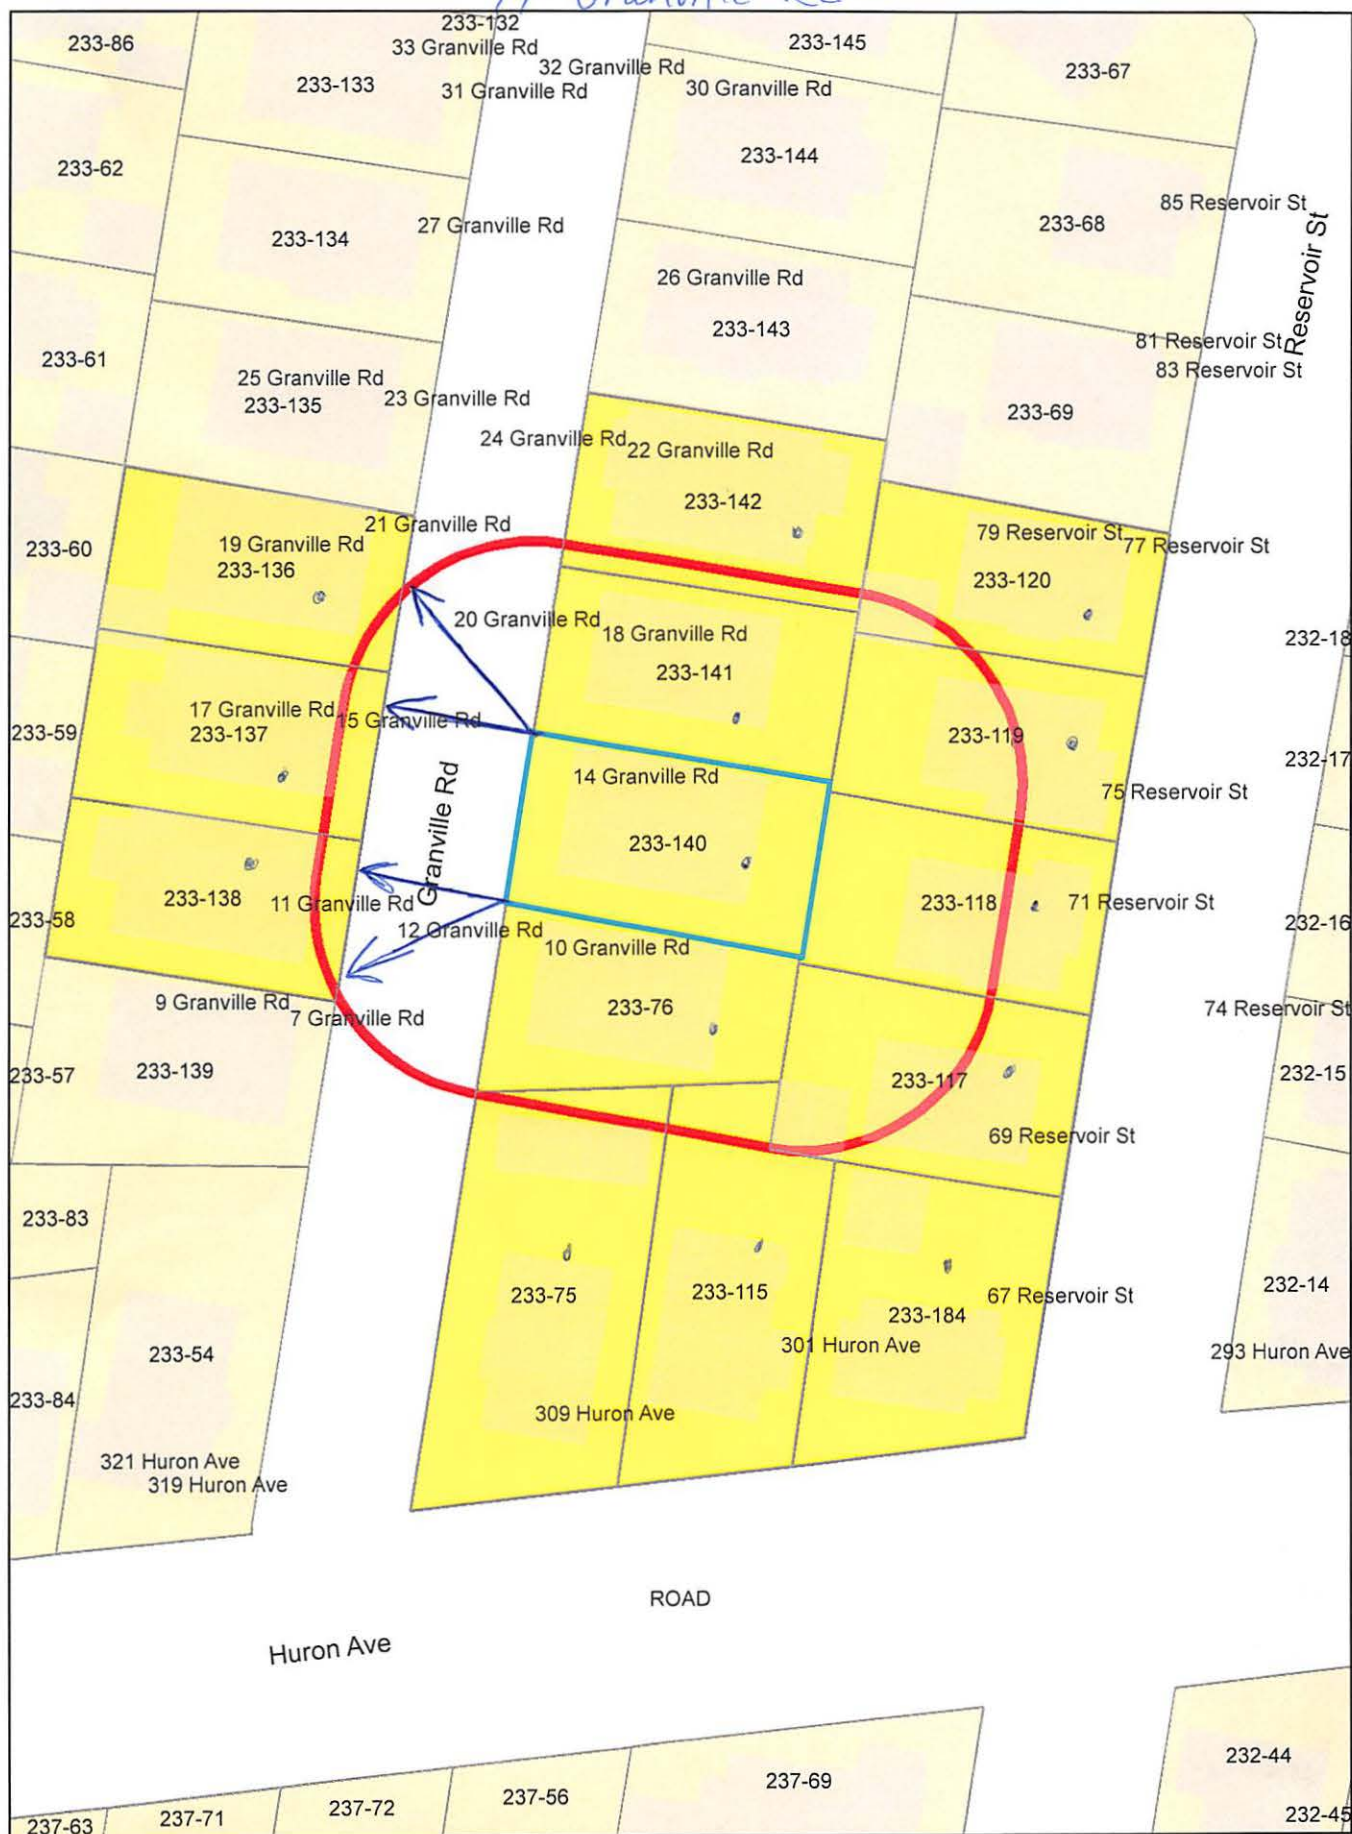 14 Granville Rd
233-132
233-86
33 Granville Rd
233-145
32 Granville Rd
233-67
233-133
31 Granville Rd
30 Granville Rd
233-144
233-62
85 Reservoir St
27 Granville Rd
233-68
233-134
Reservoir St
26 Granville Rd
233-143
81 Reservoir St
233-61
83 Reservoir St
25 Granville Rd
23 Granville Rd
233-135
233-69
24 Granville Rd
22 Granville Rd
233-142
21 Granville Rd
79 Reservoir St
77 Reservoir St
19 Granville Rd
233-60
233-136
233-120
20 Granville Rd
18 Granville Rd
232-18
233-141
17 Granville Rd
15 Granville Rd
233-59
233-137
233-119
232-17
14 Granville Rd
75 Reservoir St
Granville Rd
233-140
233-138
11 Granville Rd
233-118
71 Reservoir St
233-58
232-16
12 Granville Rd
10 Granville Rd
9 Granville Rd
233-76
74 Reservoir St
7 Granville Rd
233-57
233-139
233-117
232-15
69 Reservoir St
233-83
233-75
233-115
67 Reservoir St
232-14
233-184
233-54
301 Huron Ave
293 Huron Ave
233-84
309 Huron Ave
321 Huron Ave
319 Huron Ave
ROAD
Huron Ave
232-44
237-69
237-56
237-72
237-71
237-63
232-45